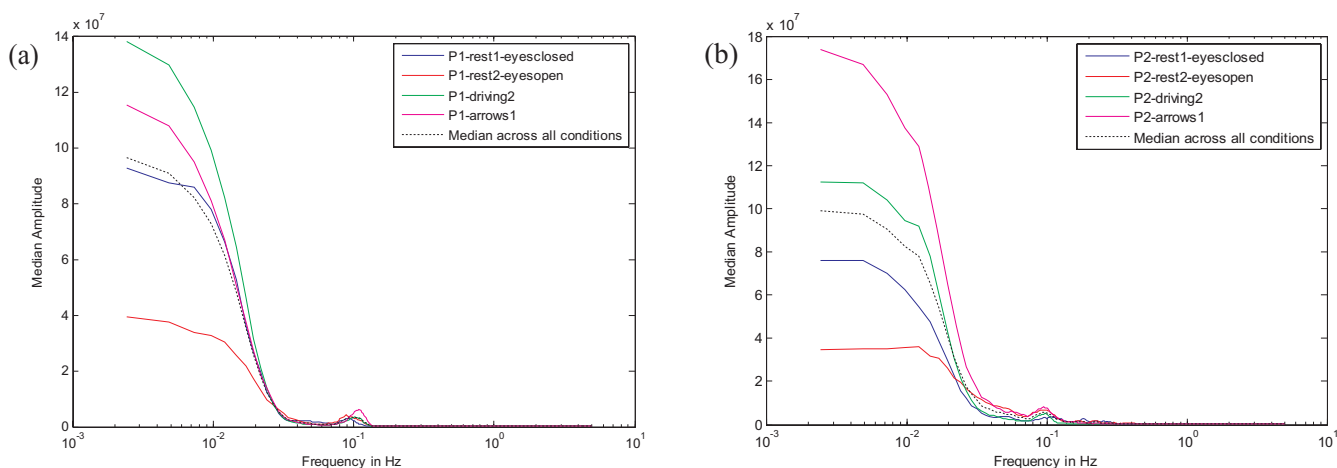 (a)
x 10^7
14
12
10
8
6
4
2
0
Median Amplitude
10^-3
10^-2
10^-1
10^0
10^1
Frequency in Hz
P1-rest1-eyesclosed
P1-rest2-eyesopen
P1-driving2
P1-arrows1
Median across all conditions
(b)
x 10^7
18
16
14
12
10
8
6
4
2
0
Median Amplitude
10^-3
10^-2
10^-1
10^0
10^1
Frequency in Hz
P2-rest1-eyesclosed
P2-rest2-eyesopen
P2-driving2
P2-arrows1
Median across all conditions